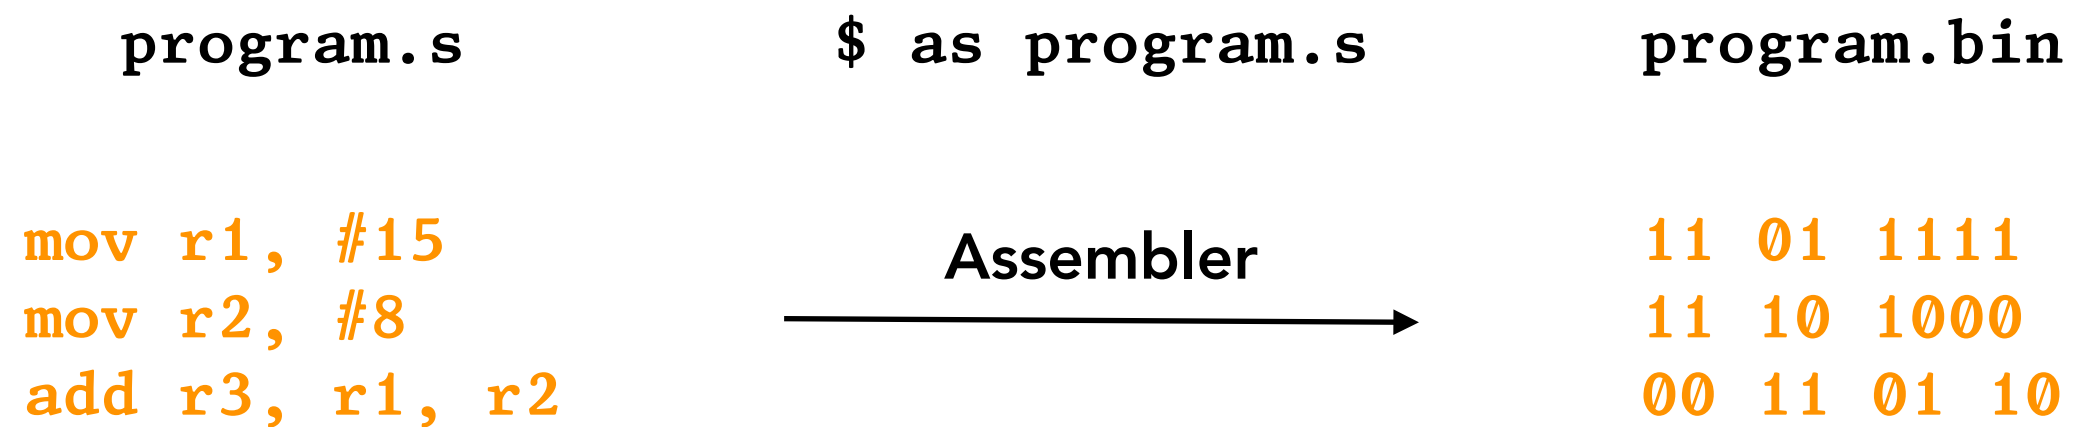 program.s
$ as program.s
program.bin
mov r1, #15
mov r2, #8
add r3, r1, r2
Assembler
11 01 1111
11 10 1000
00 11 01 10